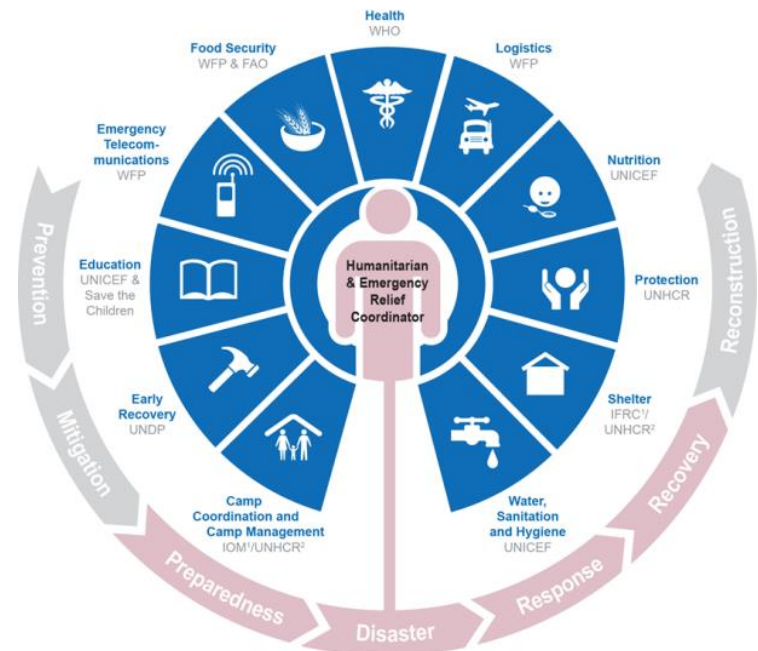 Health
WHO
Food Security
WFP & FAO
Logistics
WFP
Emergency
Telecom-
munications
WFP
Nutrition
UNICEF
Education
UNICEF &
Save the
Children
Humanitarian
& Emergency
Relief
Coordinator
Protection
UNHCR
Early
Recovery
UNDP
Shelter
IFRC¹/
UNHCR²
Camp
Coordination and
Camp Management
IOM¹/UNHCR²
Water,
Sanitation
and Hygiene
UNICEF
Prevention
Mitigation
Preparedness
Disaster
Response
Recovery
Reconstruction